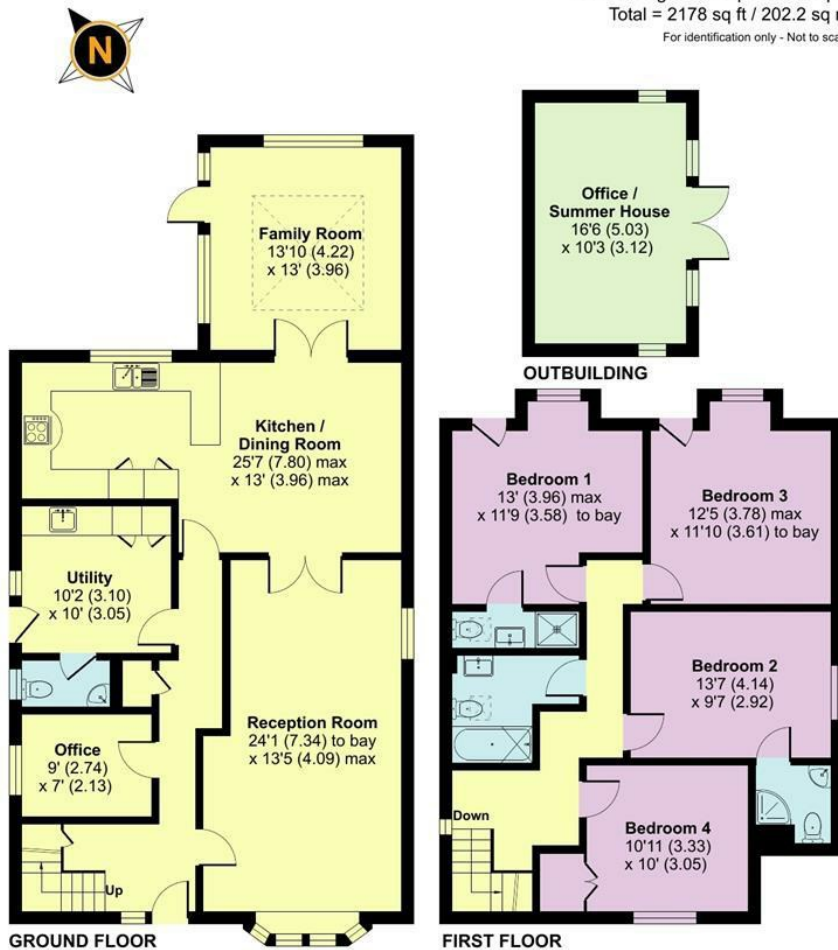 Total = 2178 sq ft / 202.2 sq
For identification only - Not to
N
Family Room
13'10 (4.22)
x 13' (3.96)
Office /
Summer House
16'6 (5.03)
x 10'3 (3.12)
OUTBUILDING
Kitchen /
Dining Room
25'7 (7.80) max
x 13' (3.96) max
Utility
10'2 (3.10)
x 10' (3.05)
Office
9' (2.74)
x 7' (2.13)
Reception Room
24'1 (7.34) to bay
x 13'5 (4.09) max
Up
GROUND FLOOR
Bedroom 1
13' (3.96) max
x 11'9 (3.58) to bay
Bedroom 3
12'5 (3.78) max
x 11'10 (3.61) to bay
Bedroom 2
13'7 (4.14)
x 9'7 (2.92)
Down
Bedroom 4
10'11 (3.33)
x 10' (3.05)
FIRST FLOOR